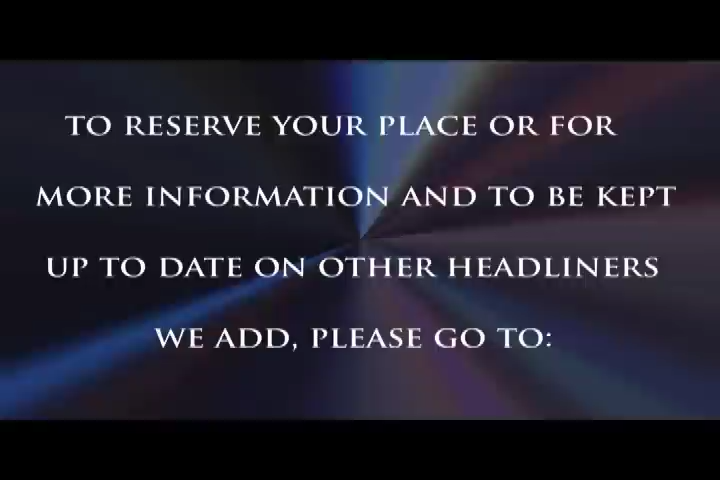 TO RESERVE YOUR PLACE OR FOR
MORE INFORMATION AND TO BE KEPT
UP TO DATE ON OTHER HEADLINERS
WE ADD, PLEASE GO TO: